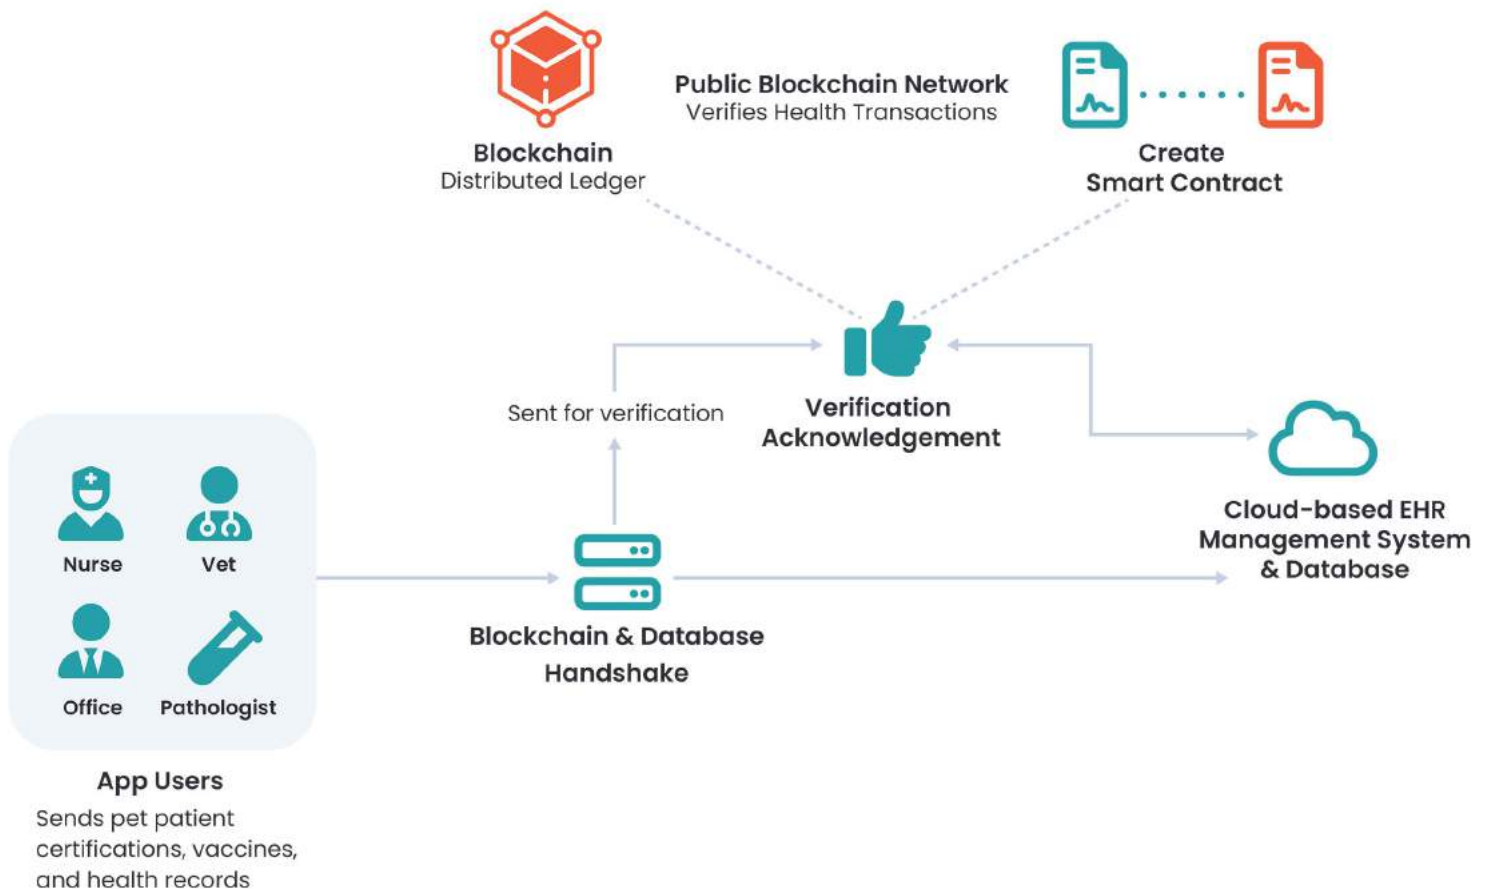 Public Blockchain Network
Verifies Health Transactions
Blockchain
Distributed Ledger
Create
Smart Contract
Sent for verification
Verification
Acknowledgement
Cloud-based EHR
Management System
& Database
Nurse
Vet
Office
Pathologist
Blockchain & Database
Handshake
App Users
Sends pet patient
certifications, vaccines,
and health records